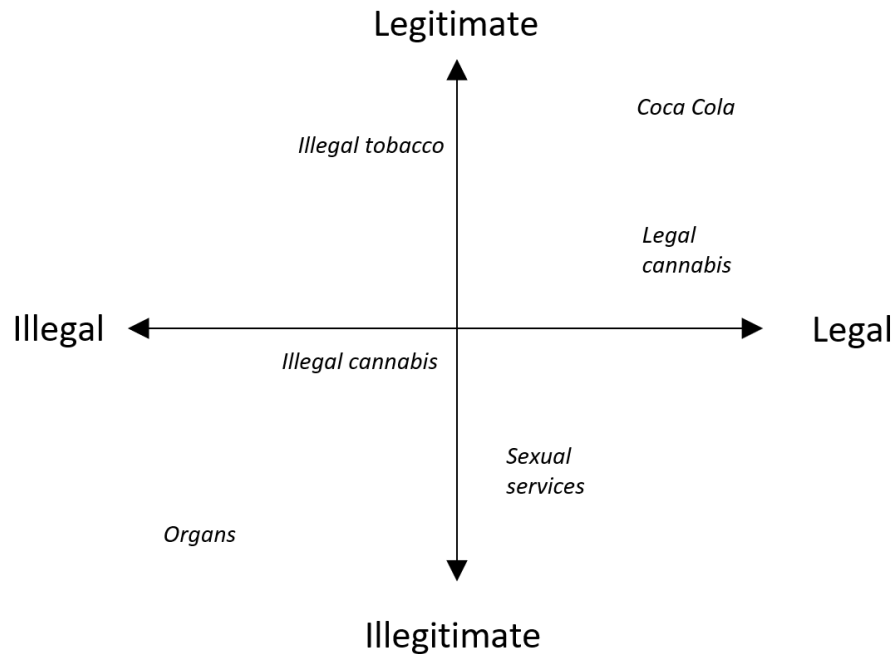 Legitimate
Coca Cola
Illegal tobacco
Legal
cannabis
Illegal
Legal
Illegal cannabis
Sexual
services
Organs
Illegitimate